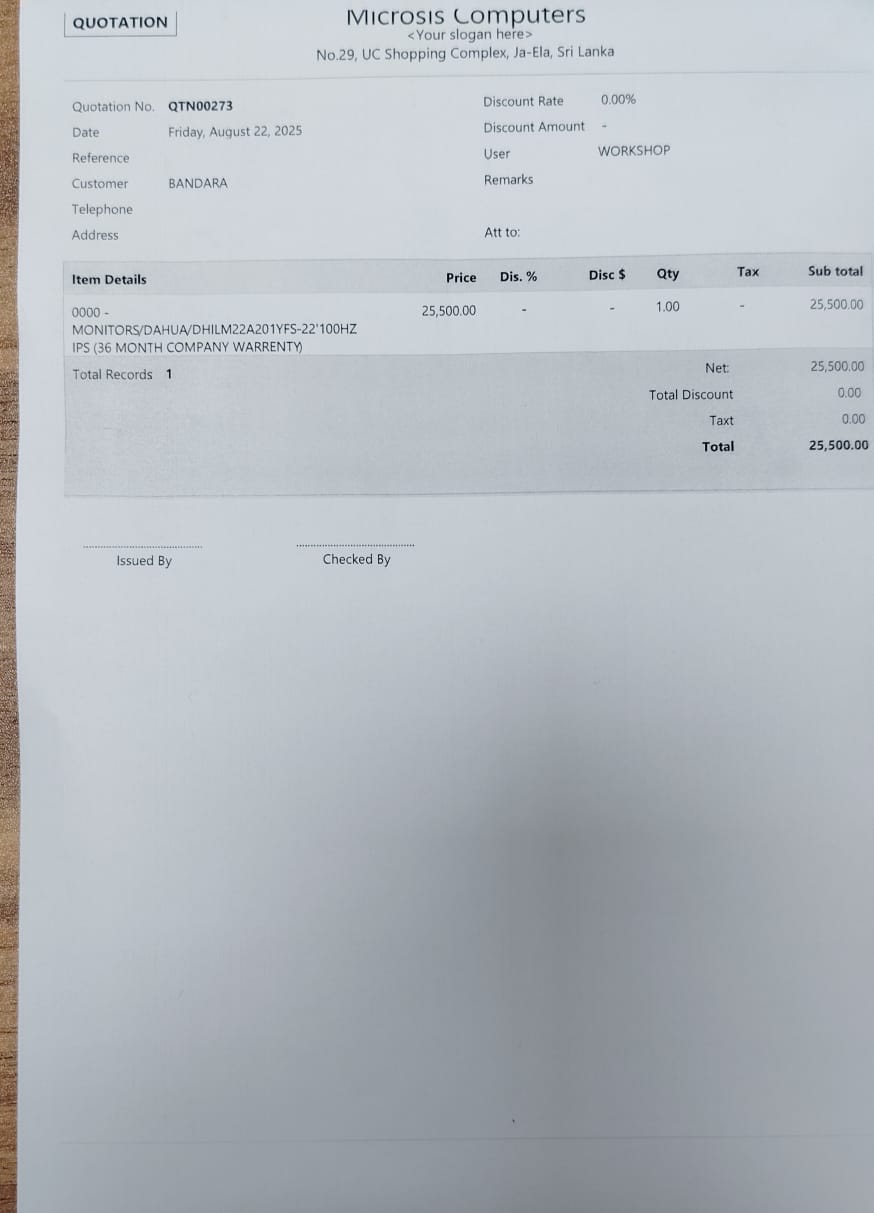 QUOTATION
Microsis Computers
<Your slogan here>
No.29, UC Shopping Complex, Ja-Ela, Sri Lanka
Quotation No. QTN00273
Date Friday, August 22, 2025
Reference
Customer BANDARA
Telephone
Address
Discount Rate 0.00%
Discount Amount -
User WORKSHOP
Remarks
Att to:
Item Details Price Dis. % Disc $ Qty Tax Sub total
0000 - 25,500.00 - - 1.00 - 25,500.00
MONITORS/DAHUA/DHILM22A201YFS-22'100HZ
IPS (36 MONTH COMPANY WARRENTY)
Total Records 1
Net: 25,500.00
Total Discount 0.00
Taxt 0.00
Total 25,500.00
Issued By
Checked By